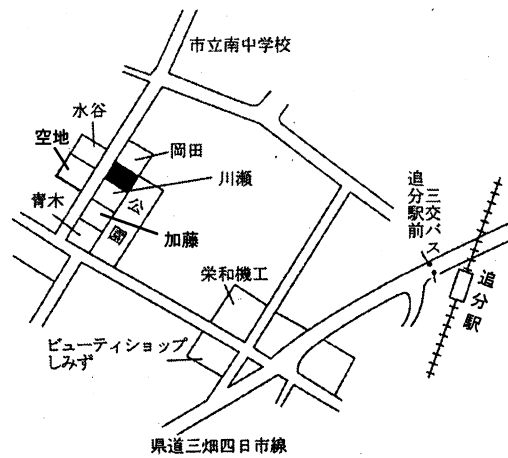 市立南中学校
水谷
空地
岡田
川瀬
青木
加藤
公園
三交バス
追分駅前
追分駅
栄和機工
ビューティショップ
しみず
県道三畑四日市線